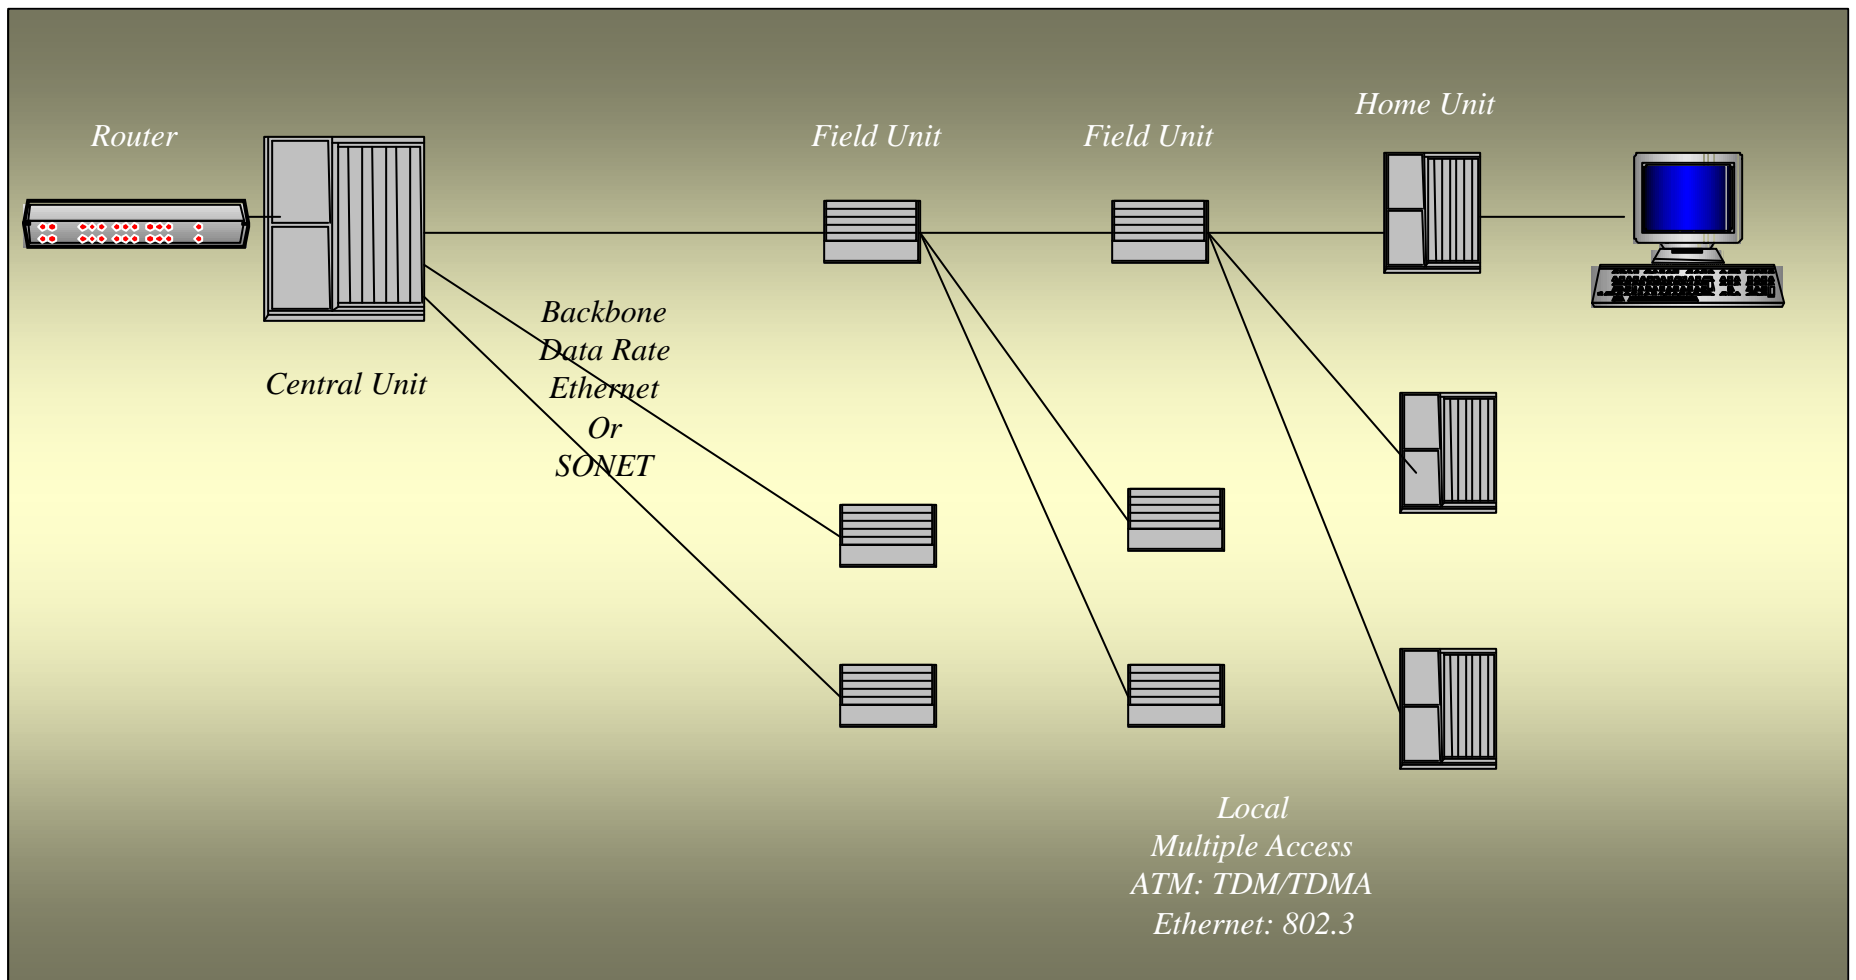 Router
Field Unit
Field Unit
Home Unit
Central Unit
Backbone
Data Rate
Ethernet
Or
SONET
Local
Multiple Access
ATM: TDM/TDMA
Ethernet: 802.3